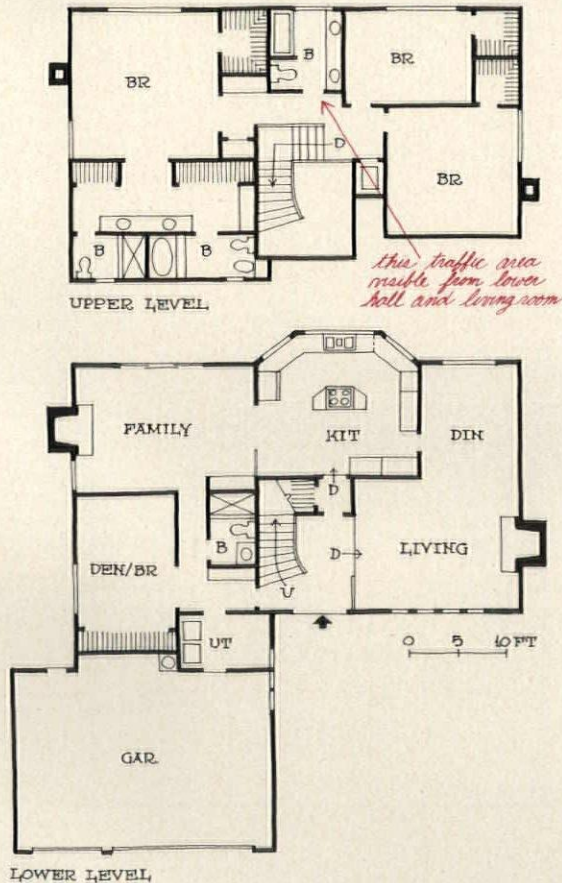 BR
B
BR
D
BR
B
B
this traffic area
visible from lower
hall and living room
UPPER LEVEL
FAMILY
KIT
DIN
D
B
DEN/BR
D
LIVING
U
UT
0 5 10 FT
GAR
LOWER LEVEL